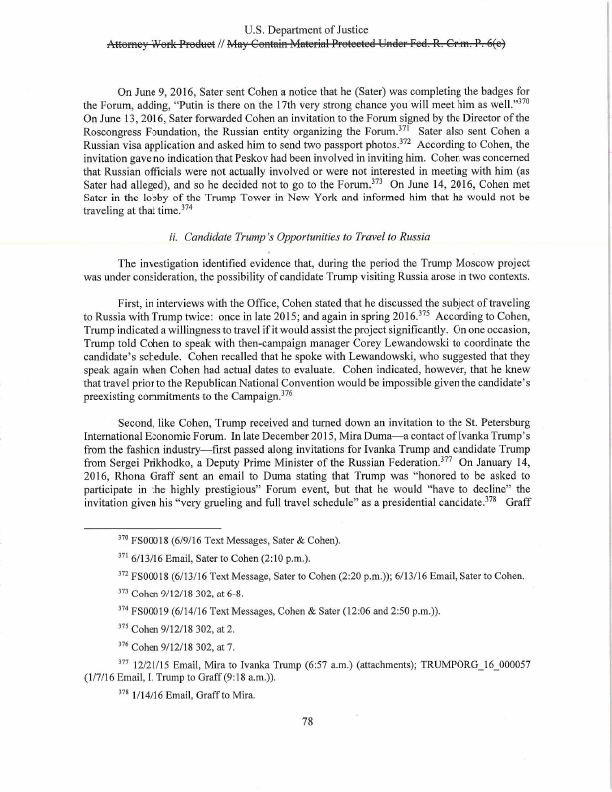 U.S. Department of Justice
Attorney Work Product // May Contain Material Protected Under Fed. R. Crim. P. 6(e)
On June 9, 2016, Sater sent Cohen a notice that he (Sater) was completing the badges for
the Forum, adding, “Putin is there on the 17th very strong chance you will meet him as well.”370
On June 13, 2016, Sater forwarded Cohen an invitation to the Forum signed by the Director of the
Roscongress Foundation, the Russian entity organizing the Forum.371 Sater also sent Cohen a
Russian visa application and asked him to send two passport photos.372 According to Cohen, the
invitation gave no indication that Peskov had been involved in inviting him. Cohen was concerned
that Russian officials were not actually involved or were not interested in meeting with him (as
Sater had alleged), and so he decided not to go to the Forum.373 On June 14, 2016, Cohen met
Sater in the lobby of the Trump Tower in New York and informed him that he would not be
traveling at that time.374
ii. Candidate Trump’s Opportunities to Travel to Russia
The investigation identified evidence that, during the period the Trump Moscow project
was under consideration, the possibility of candidate Trump visiting Russia arose in two contexts.
First, in interviews with the Office, Cohen stated that he discussed the subject of traveling
to Russia with Trump twice: once in late 2015; and again in spring 2016.375 According to Cohen,
Trump indicated a willingness to travel if it would assist the project significantly. On one occasion,
Trump told Cohen to speak with then-campaign manager Corey Lewandowski to coordinate the
candidate’s schedule. Cohen recalled that he spoke with Lewandowski, who suggested that they
speak again when Cohen had actual dates to evaluate. Cohen indicated, however, that he knew
that travel prior to the Republican National Convention would be impossible given the candidate’s
preexisting commitments to the Campaign.376
Second, like Cohen, Trump received and turned down an invitation to the St. Petersburg
International Economic Forum. In late December 2015, Mira Duma—a contact of Ivanka Trump’s
from the fashion industry—first passed along invitations for Ivanka Trump and candidate Trump
from Sergei Prikhodko, a Deputy Prime Minister of the Russian Federation.377 On January 14,
2016, Rhona Graff sent an email to Duma stating that Trump was “honored to be asked to
participate in the highly prestigious” Forum event, but that he would “have to decline” the
invitation given his “very grueling and full travel schedule” as a presidential candidate.378 Graff
370 FS00018 (6/9/16 Text Messages, Sater & Cohen).
371 6/13/16 Email, Sater to Cohen (2:10 p.m.).
372 FS00018 (6/13/16 Text Message, Sater to Cohen (2:20 p.m.)); 6/13/16 Email, Sater to Cohen.
373 Cohen 9/12/18 302, at 6-8.
374 FS00019 (6/14/16 Text Messages, Cohen & Sater (12:06 and 2:50 p.m.)).
375 Cohen 9/12/18 302, at 2.
376 Cohen 9/12/18 302, at 7.
377 12/21/15 Email, Mira to Ivanka Trump (6:57 a.m.) (attachments); TRUMPORG_16_000057
(1/7/16 Email, I. Trump to Graff (9:18 a.m.)).
378 1/14/16 Email, Graff to Mira.
78